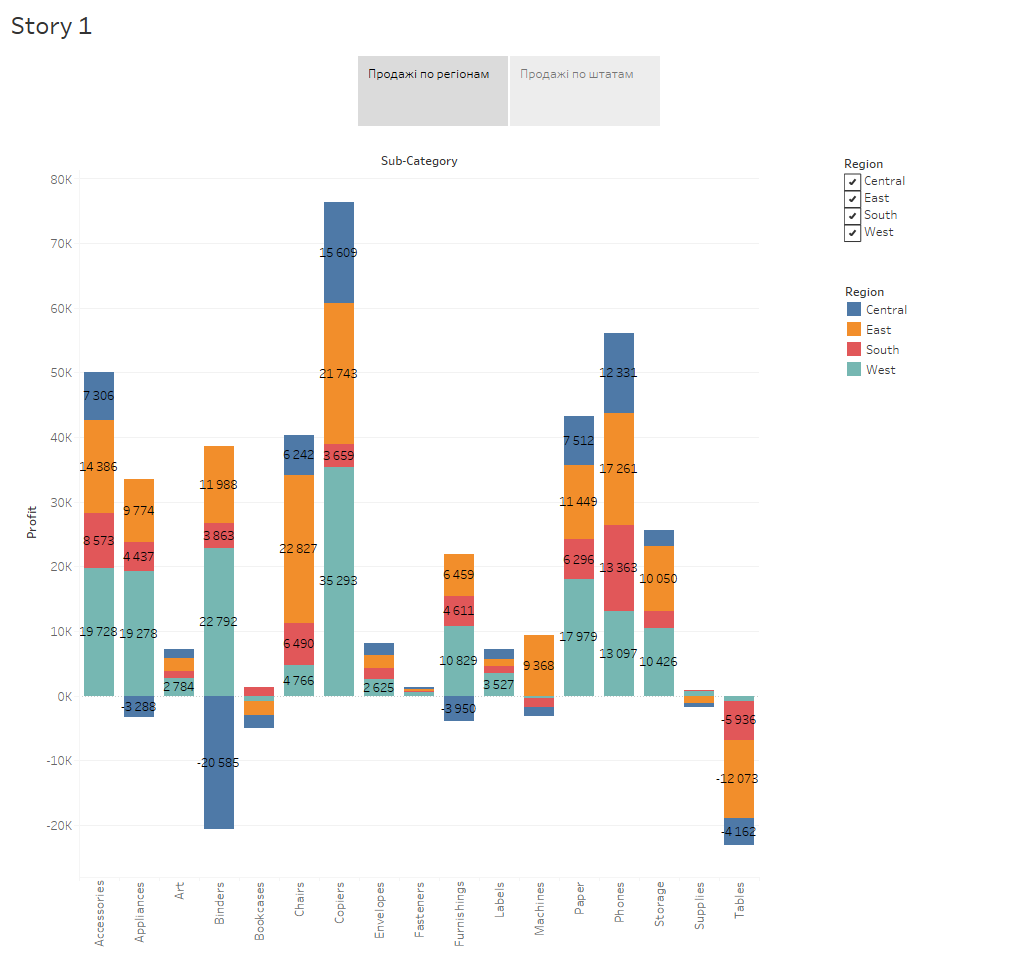 Story 1
Продажі по регіонам
Продажі по штатам
Sub-Category
Region
Central
East
South
West
Region
Central
East
South
West
Profit
80K
70K
60K
50K
40K
30K
20K
10K
0K
-10K
-20K
7 306
14 386
8 573
19 728
9 774
4 437
19 278
-3 288
2 784
11 988
3 863
22 792
-20 585
6 242
22 827
6 490
4 766
15 609
21 743
3 659
35 293
2 625
6 459
4 611
10 829
-3 950
3 527
9 368
7 512
11 449
6 296
17 979
12 331
17 261
13 363
13 097
10 050
10 426
-5 936
-12 073
-4 162
Accessories
Appliances
Art
Binders
Bookcases
Chairs
Copiers
Envelopes
Fasteners
Furnishings
Labels
Machines
Paper
Phones
Storage
Supplies
Tables